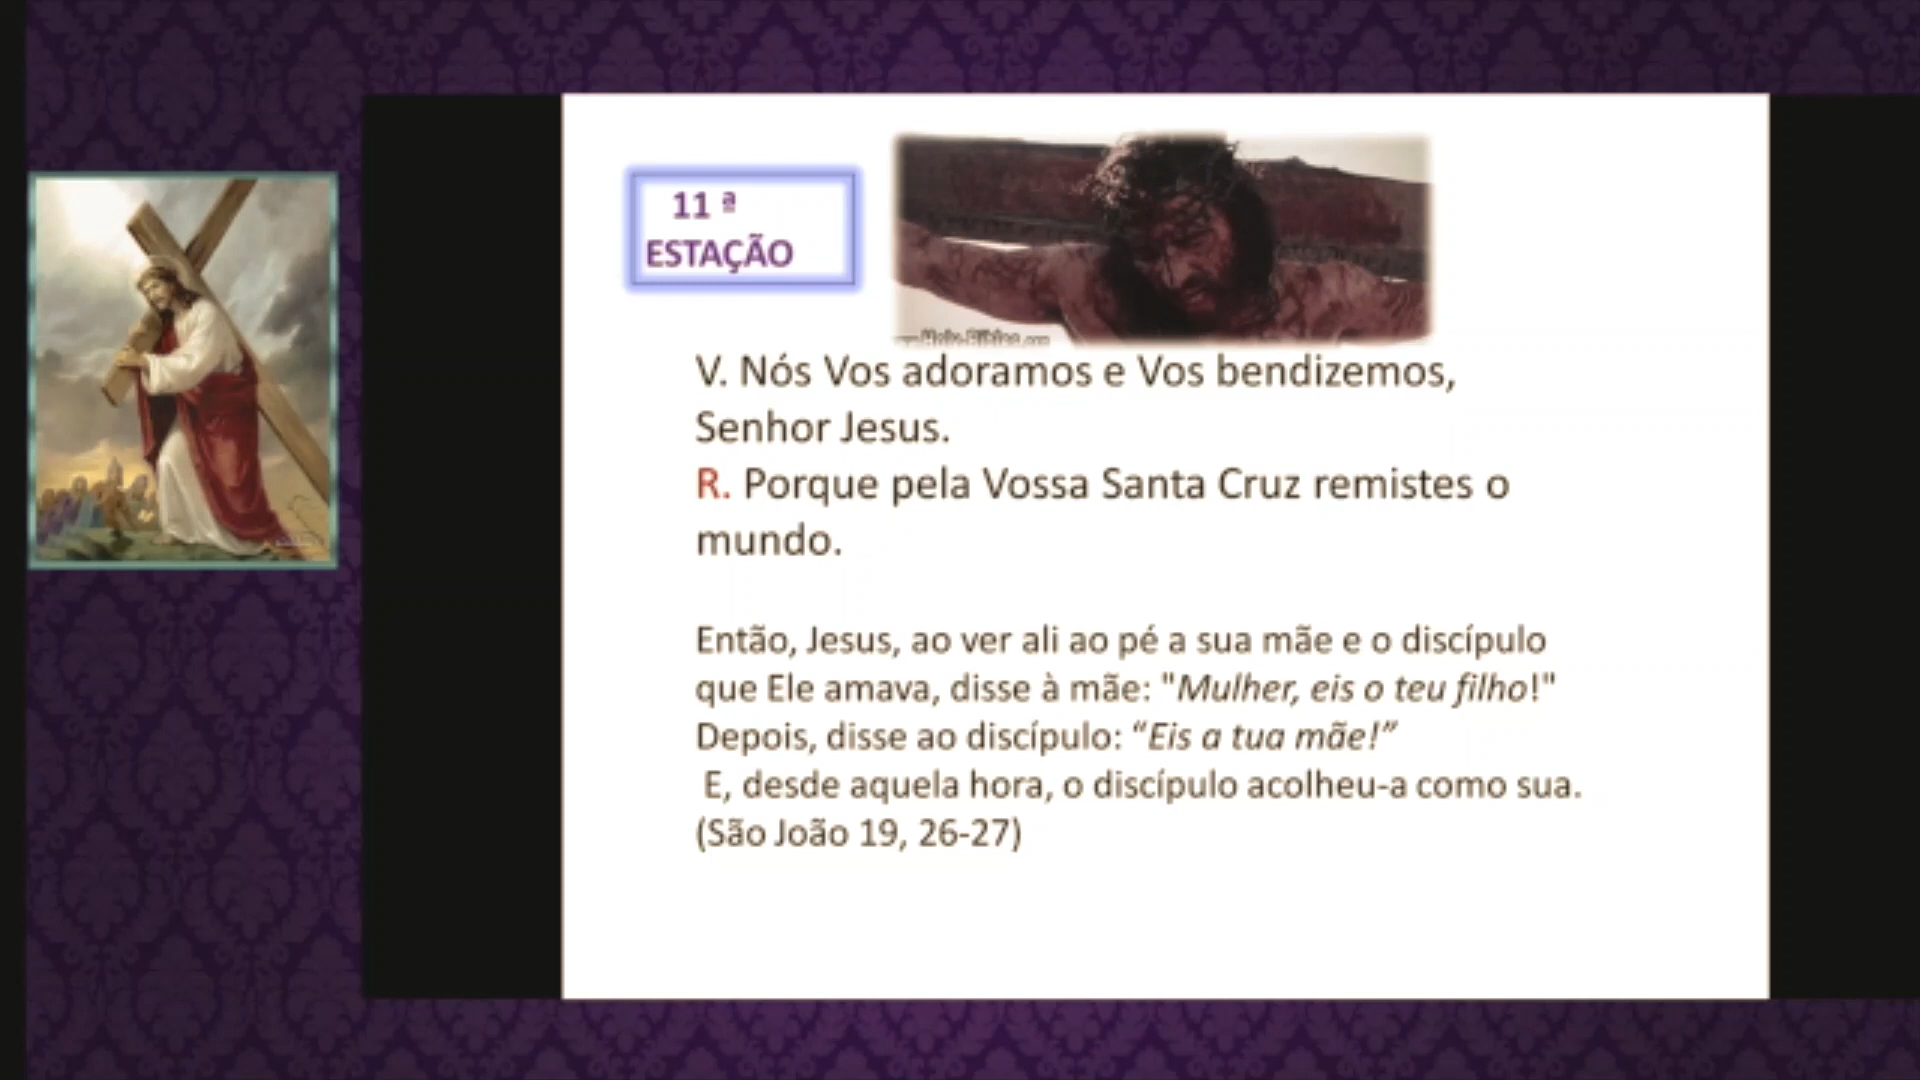 11 ª
ESTAÇÃO
V. Nós Vos adoramos e Vos bendizemos,
Senhor Jesus.
R. Porque pela Vossa Santa Cruz remistes o
mundo.
Então, Jesus, ao ver ali ao pé a sua mãe e o discípulo
que Ele amava, disse à mãe: "Mulher, eis o teu filho!"
Depois, disse ao discípulo: “Eis a tua mãe!”
E, desde aquela hora, o discípulo acolheu-a como sua.
(São João 19, 26-27)